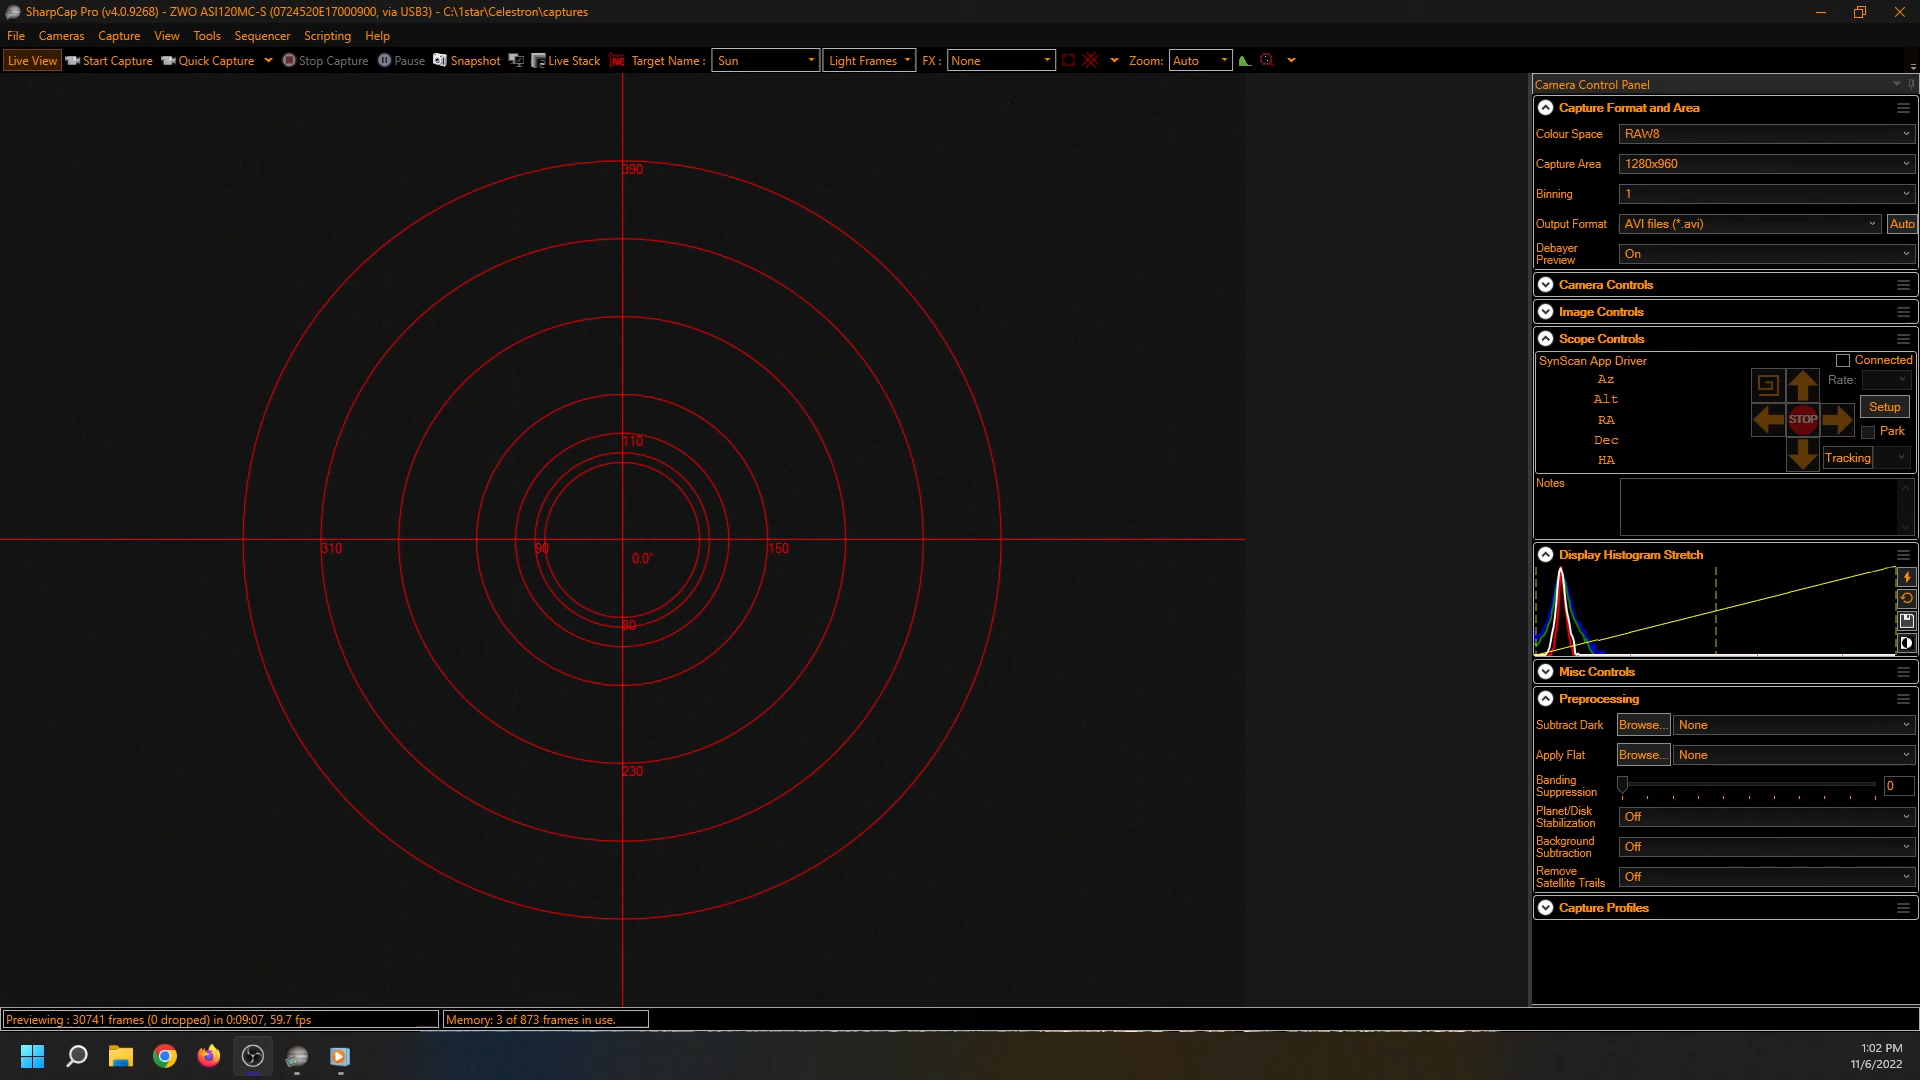 SharpCap Pro (v4.0.9268) - ZWO ASI120MC-S (0724520E17000900, via USB3) - C:\1star\Celestron\captures
File Cameras Capture View Tools Sequencer Scripting Help
Live View Start Capture Quick Capture Stop Capture Pause Snapshot Live Stack Target Name : Sun Light Frames FX : None Zoom: Auto
390
110
310 90 150
0.0'
80
230
Camera Control Panel
Capture Format and Area
Colour Space RAW8
Capture Area 1280x960
Binning 1
Output Format AVI files (*.avi) Auto
Debayer
Preview On
Camera Controls
Image Controls
Scope Controls
SynScan App Driver Connected
Az Rate:
Alt Setup
RA STOP Park
Dec
HA Tracking
Notes
Display Histogram Stretch
Misc Controls
Preprocessing
Subtract Dark Browse... None
Apply Flat Browse... None
Banding
Suppression 0
Planet/Disk
Stabilization Off
Background
Subtraction Off
Remove
Satellite Trails Off
Capture Profiles
Previewing : 30741 frames (0 dropped) in 0:09:07, 59.7 fps Memory: 3 of 873 frames in use.
1:02 PM
11/6/2022